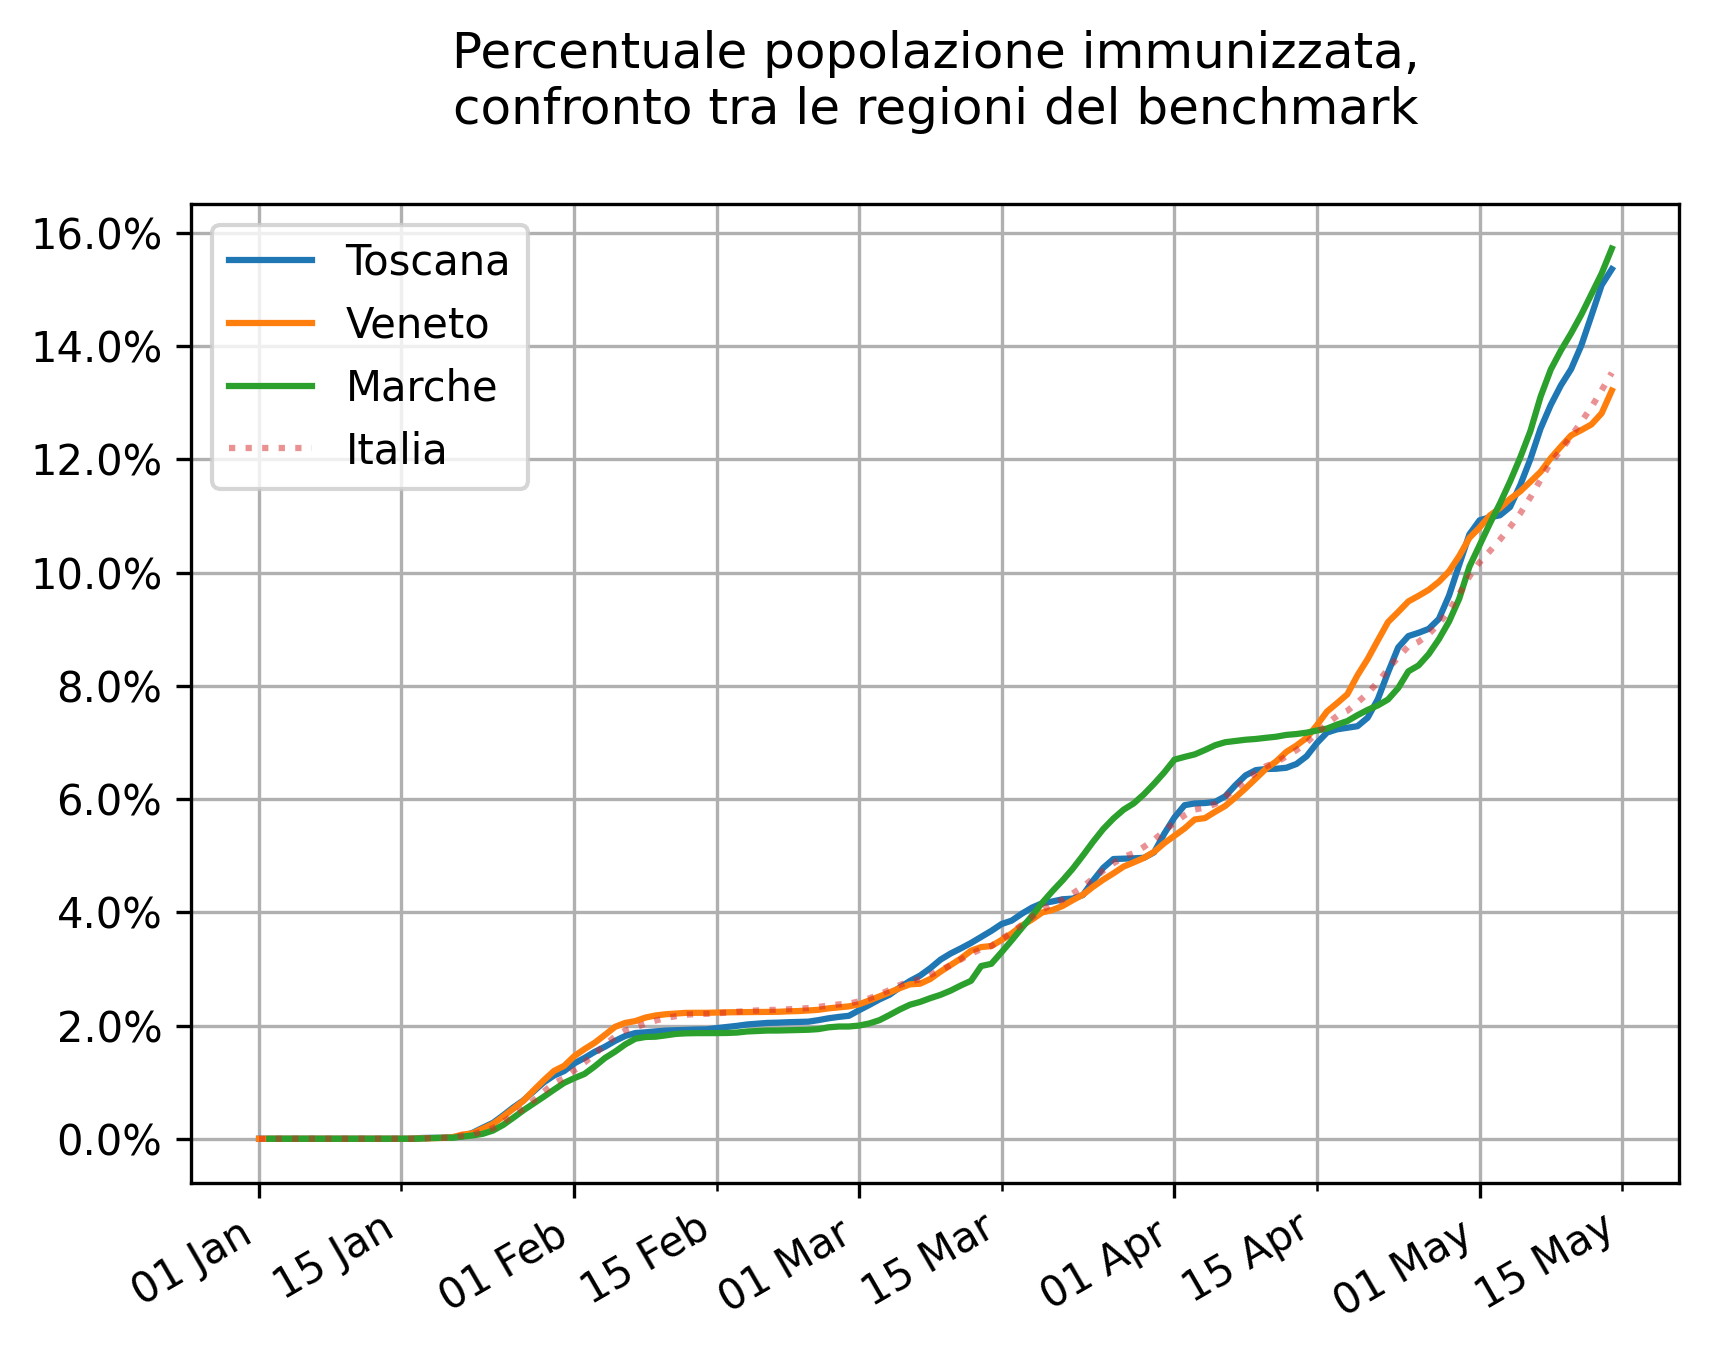 Percentuale popolazione immunizzata,
confronto tra le regioni del benchmark
16.0%
14.0%
12.0%
10.0%
8.0%
6.0%
4.0%
2.0%
0.0%
Toscana
Veneto
Marche
Italia
01 Jan
15 Jan
01 Feb
15 Feb
01 Mar
15 Mar
01 Apr
15 Apr
01 May
15 May